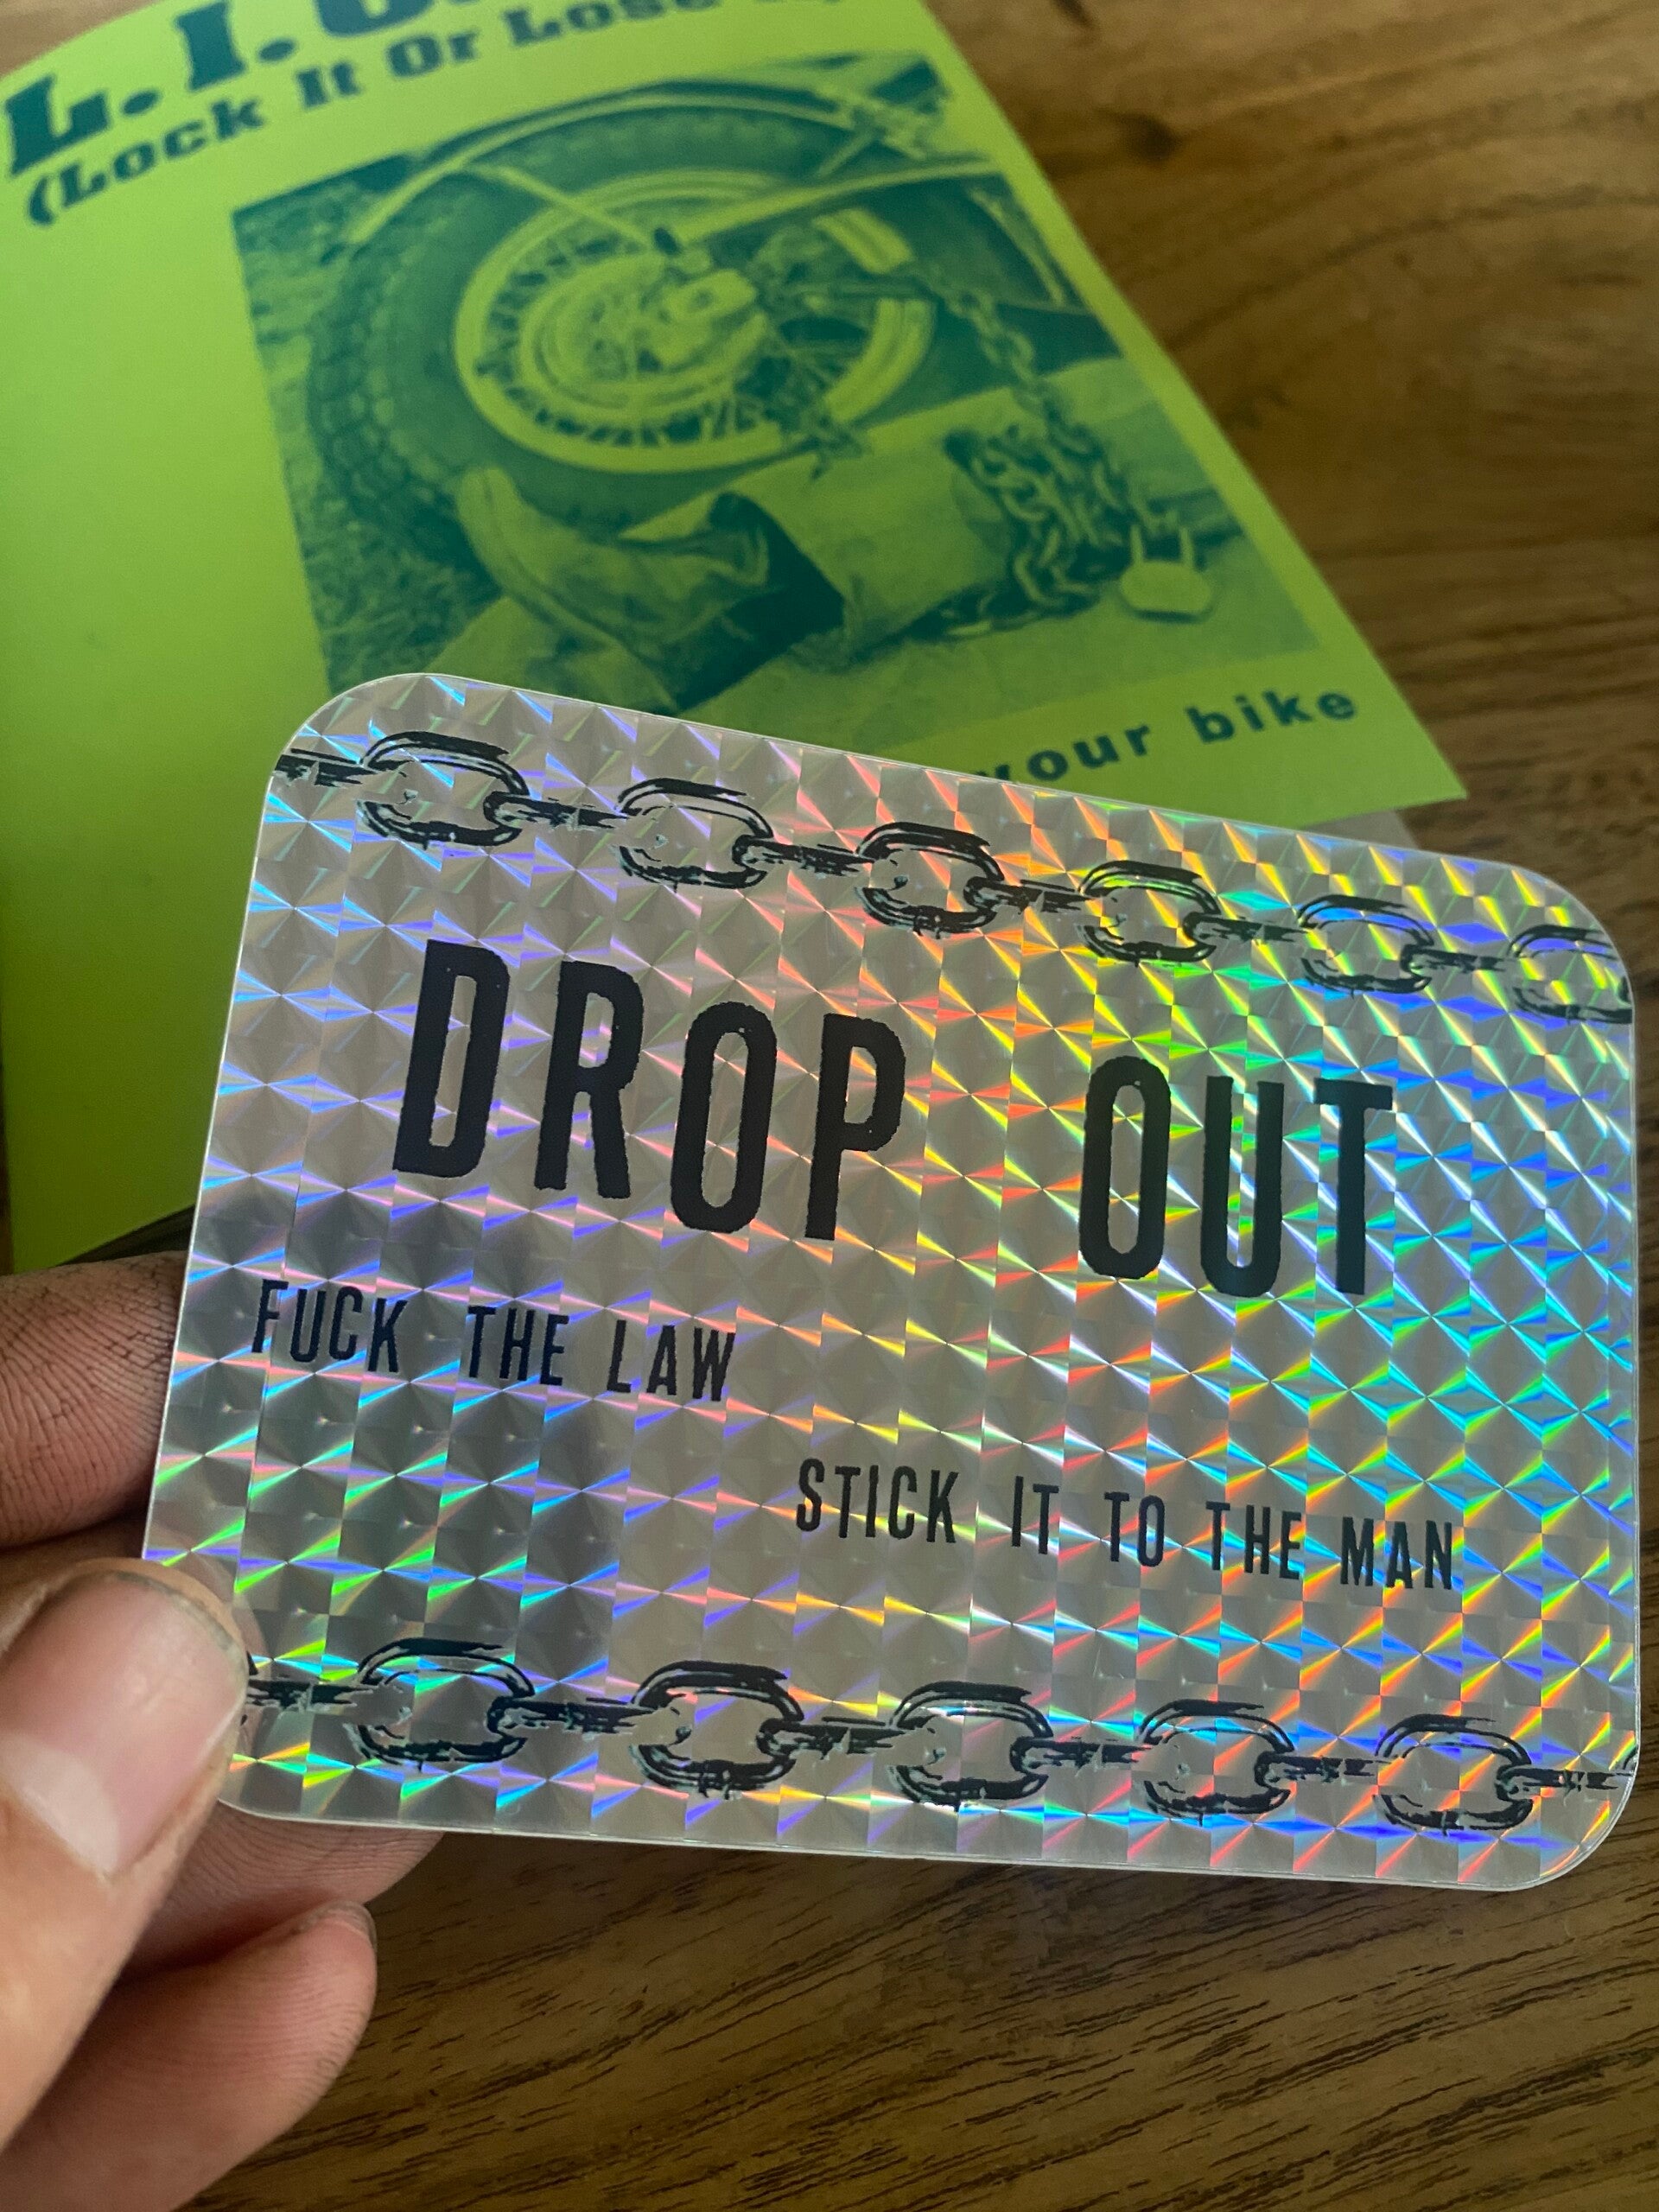 (Lock It Or Lose
your bike
DROP OUT
FUCK THE LAW
STICK IT TO THE MAN